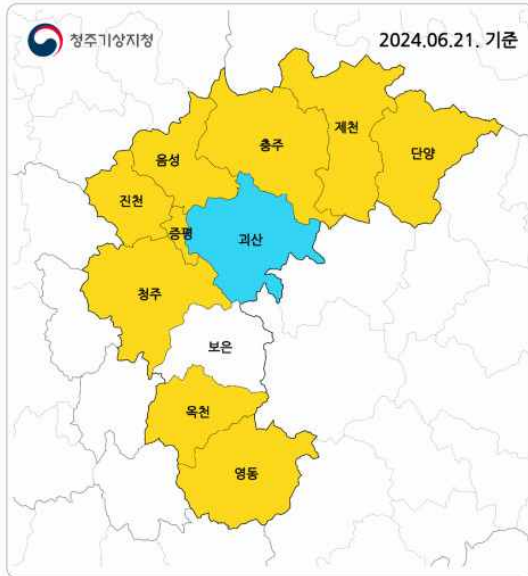 청주기상지청
2024.06.21. 기준
제천
충주
단양
음성
진천
증평
괴산
청주
보은
옥천
영동